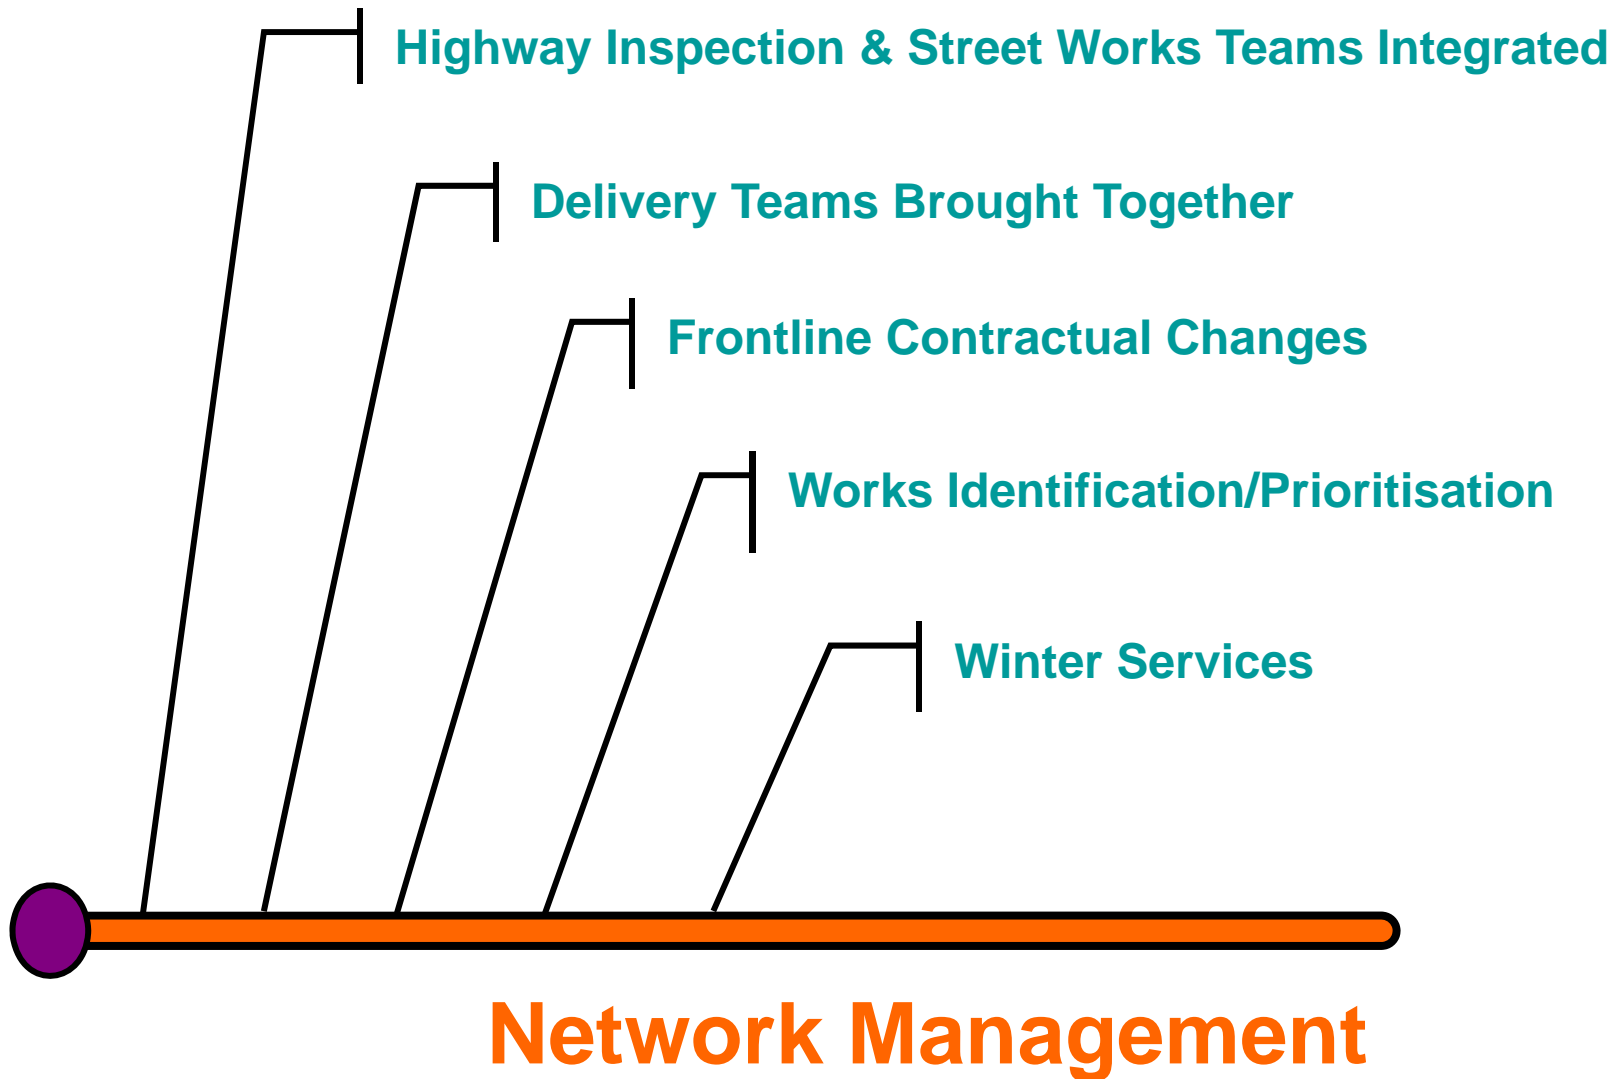 Highway Inspection & Street Works Teams Integrated
Delivery Teams Brought Together
Frontline Contractual Changes
Works Identification/Prioritisation
Winter Services
Network Management